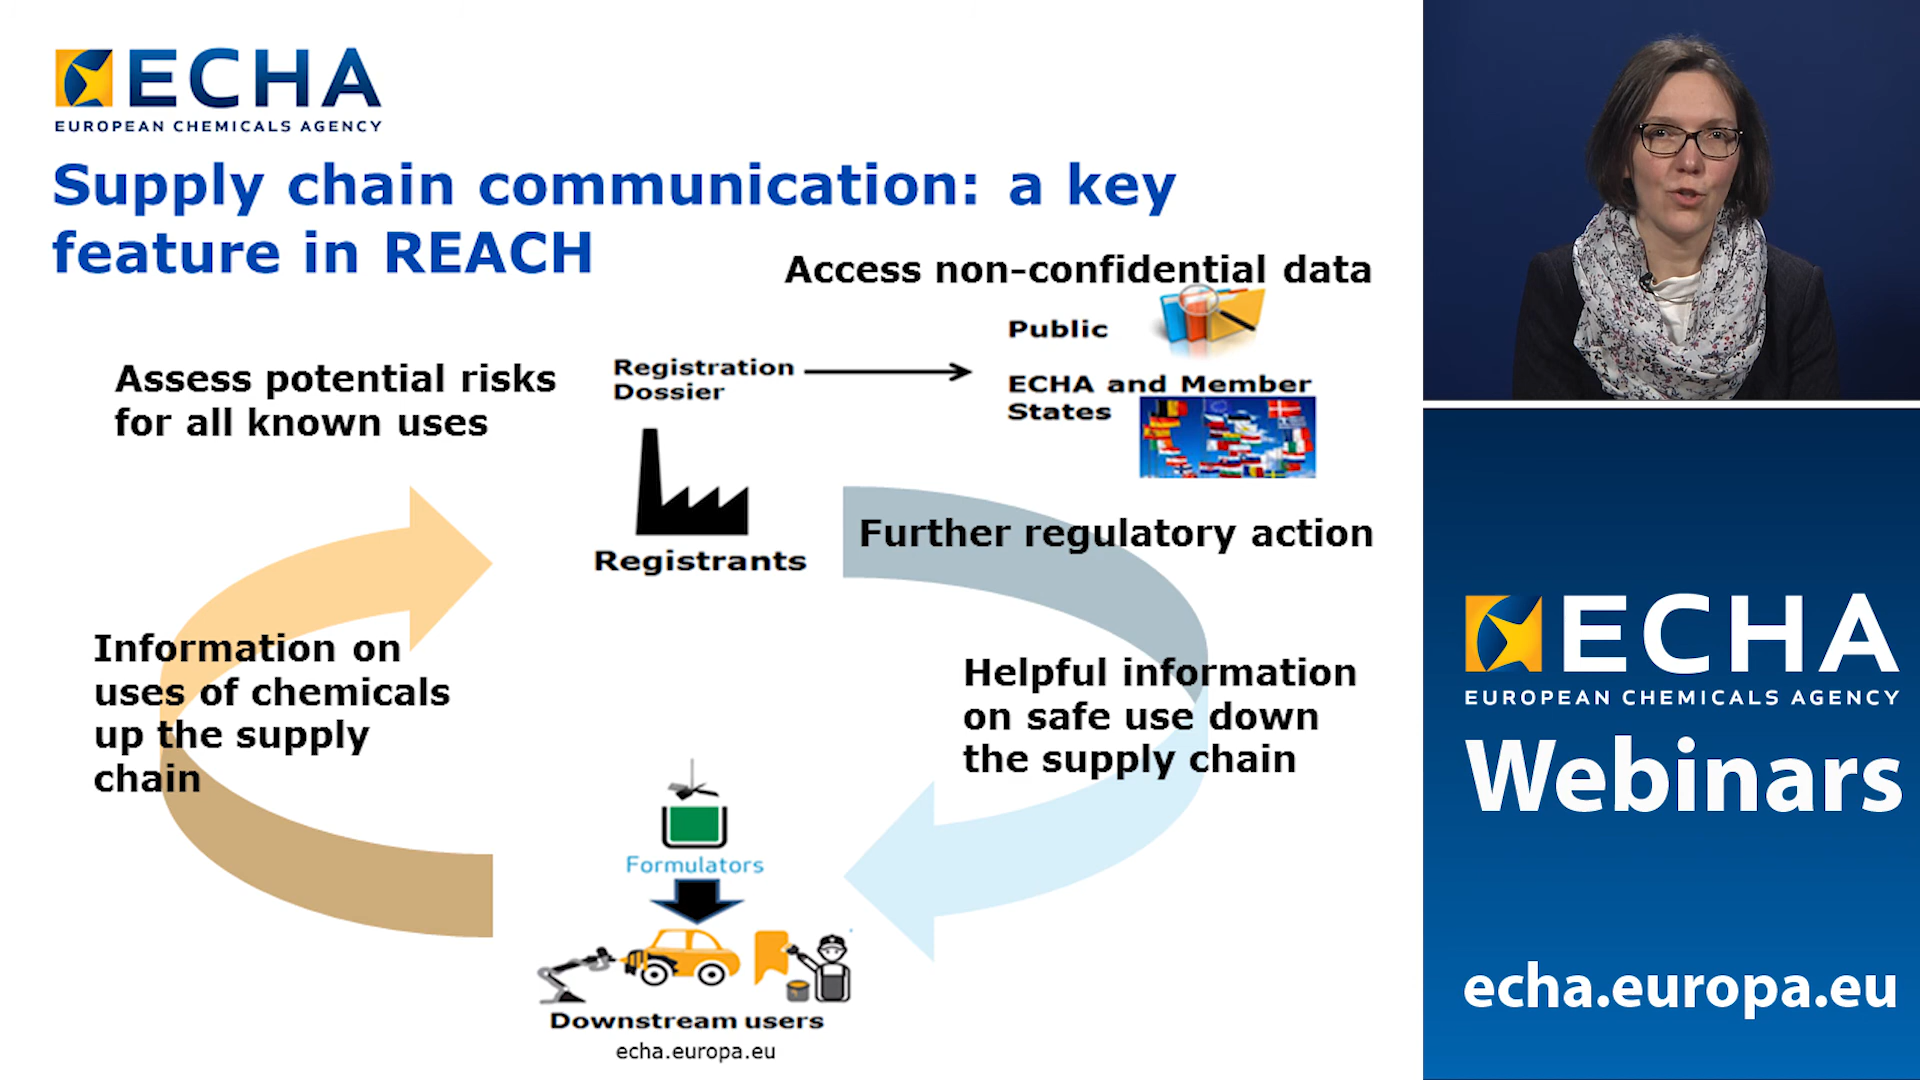 ECHA
EUROPEAN CHEMICALS AGENCY
Supply chain communication: a key
feature in REACH
Access non-confidential data
Public
Registration
Dossier
ECHA and Member
States
Assess potential risks
for all known uses
Registrants
Further regulatory action
Information on
uses of chemicals
up the supply
chain
Helpful information
on safe use down
the supply chain
Formulators
Downstream users
echa.europa.eu
ECHA
EUROPEAN CHEMICALS AGENCY
Webinars
echa.europa.eu